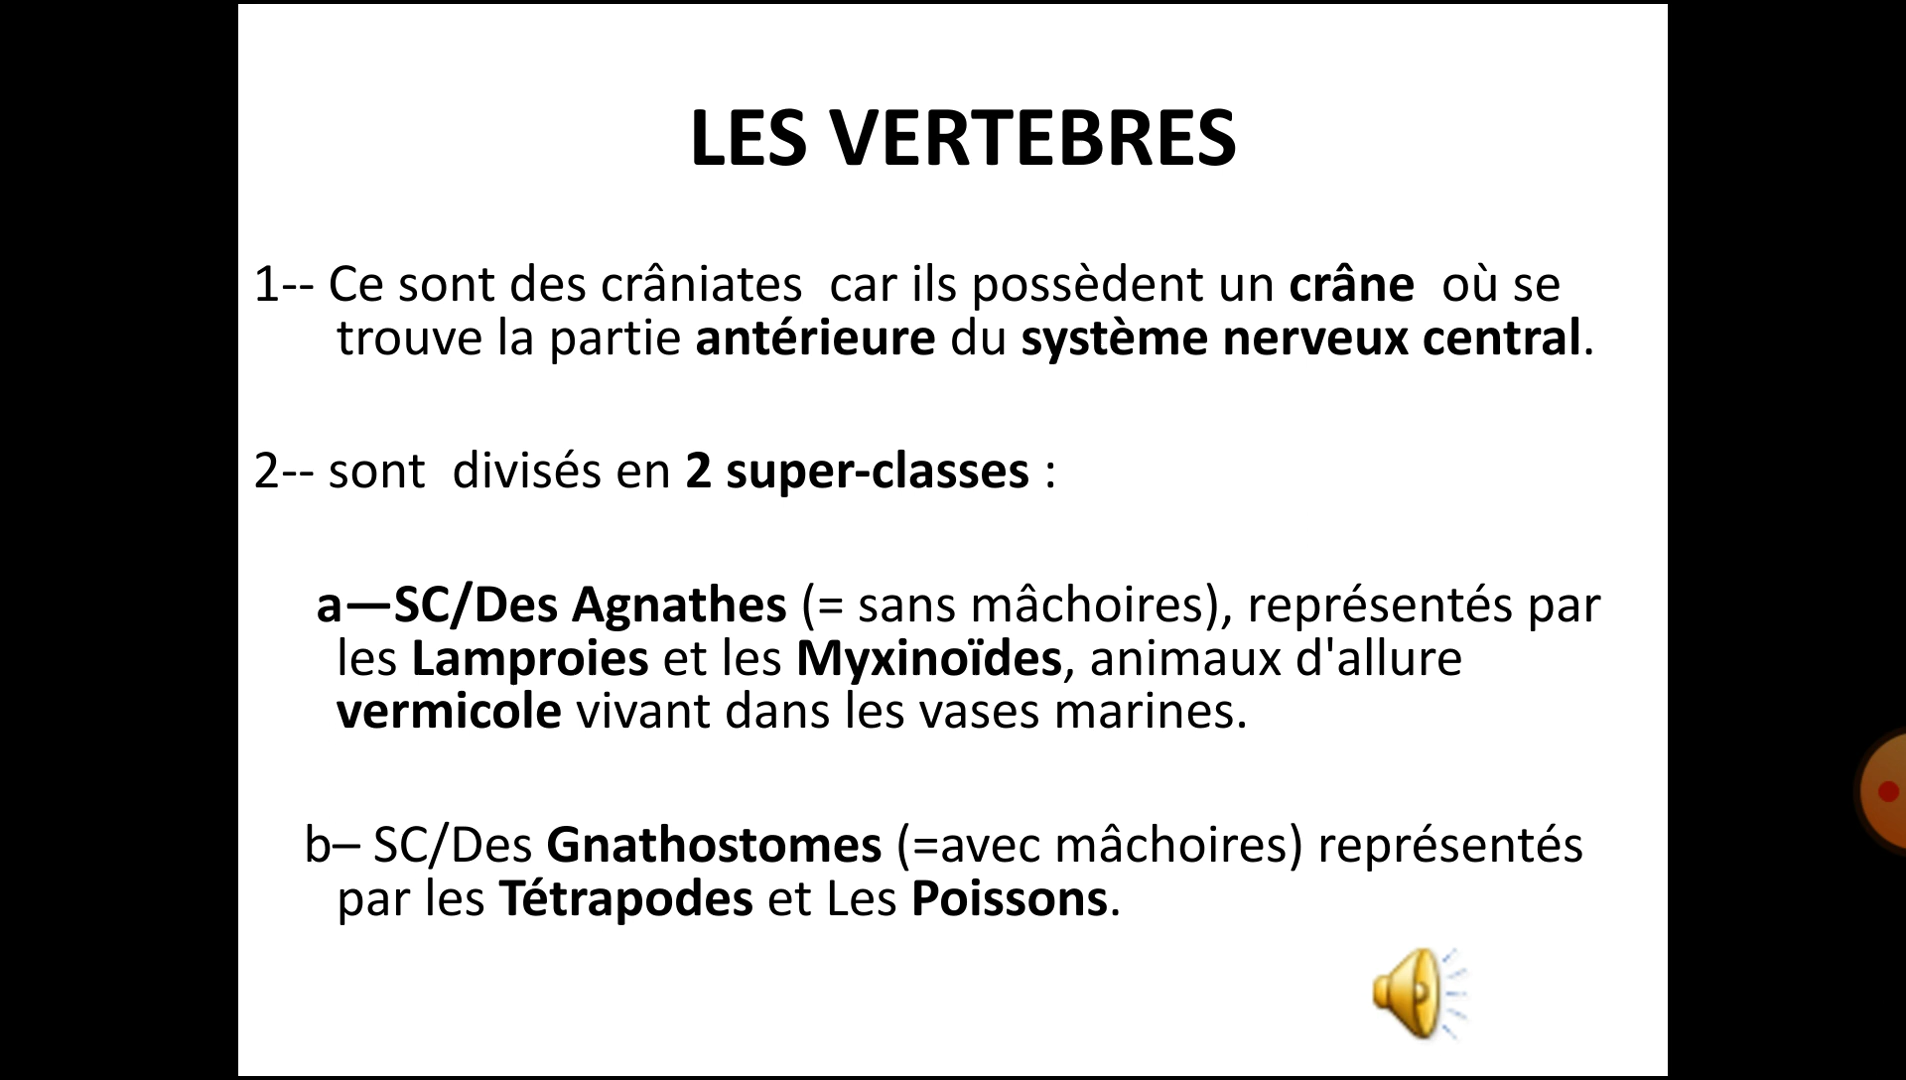 LES VERTEBRES
1-- Ce sont des crâniates  car ils possèdent un crâne  où se
trouve la partie antérieure du système nerveux central.
2-- sont  divisés en 2 super-classes :
a—SC/Des Agnathes (= sans mâchoires), représentés par
les Lamproies et les Myxinoïdes, animaux d'allure
vermicole vivant dans les vases marines.
b– SC/Des Gnathostomes (=avec mâchoires) représentés
par les Tétrapodes et Les Poissons.